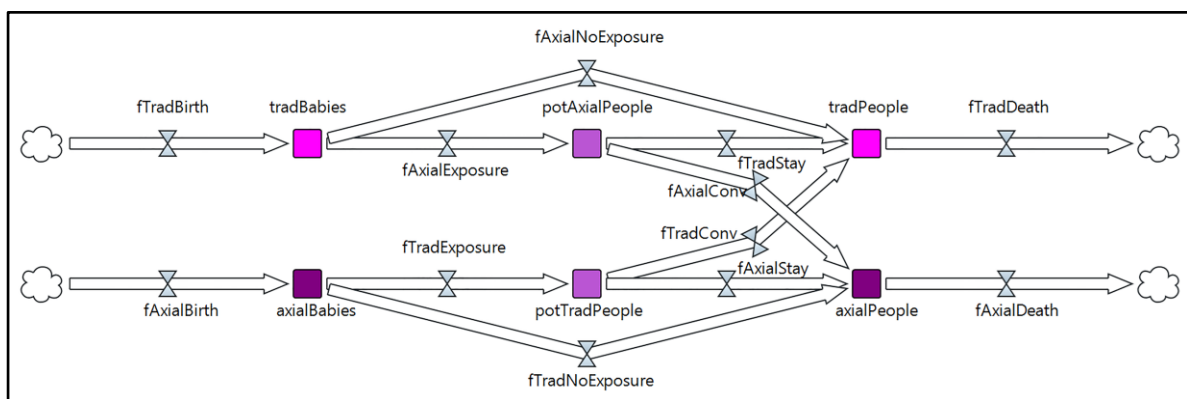 fAxialNoExposure
fTradBirth
tradBabies
potAxialPeople
tradPeople
fTradDeath
fAxialExposure
fTradStay
fAxialConv
fTradConv
fTradExposure
fAxialStay
fAxialBirth
axialBabies
potTradPeople
axialPeople
fAxialDeath
fTradNoExposure